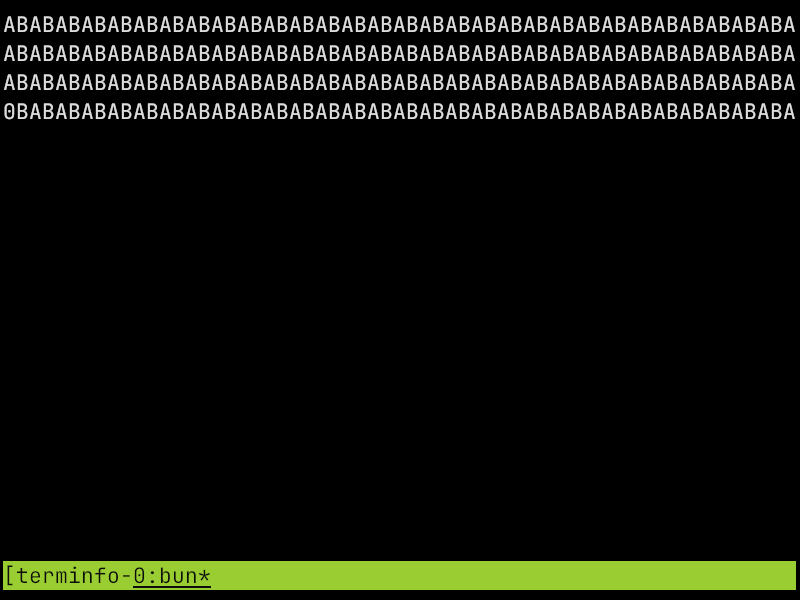 ABABABABABABABABABABABABABABABABABABABABABABABABABABABABABABA
ABABABABABABABABABABABABABABABABABABABABABABABABABABABABABABA
ABABABABABABABABABABABABABABABABABABABABABABABABABABABABABABA
0BABABABABABABABABABABABABABABABABABABABABABABABABABABABABABA
[terminfo-0:bun*